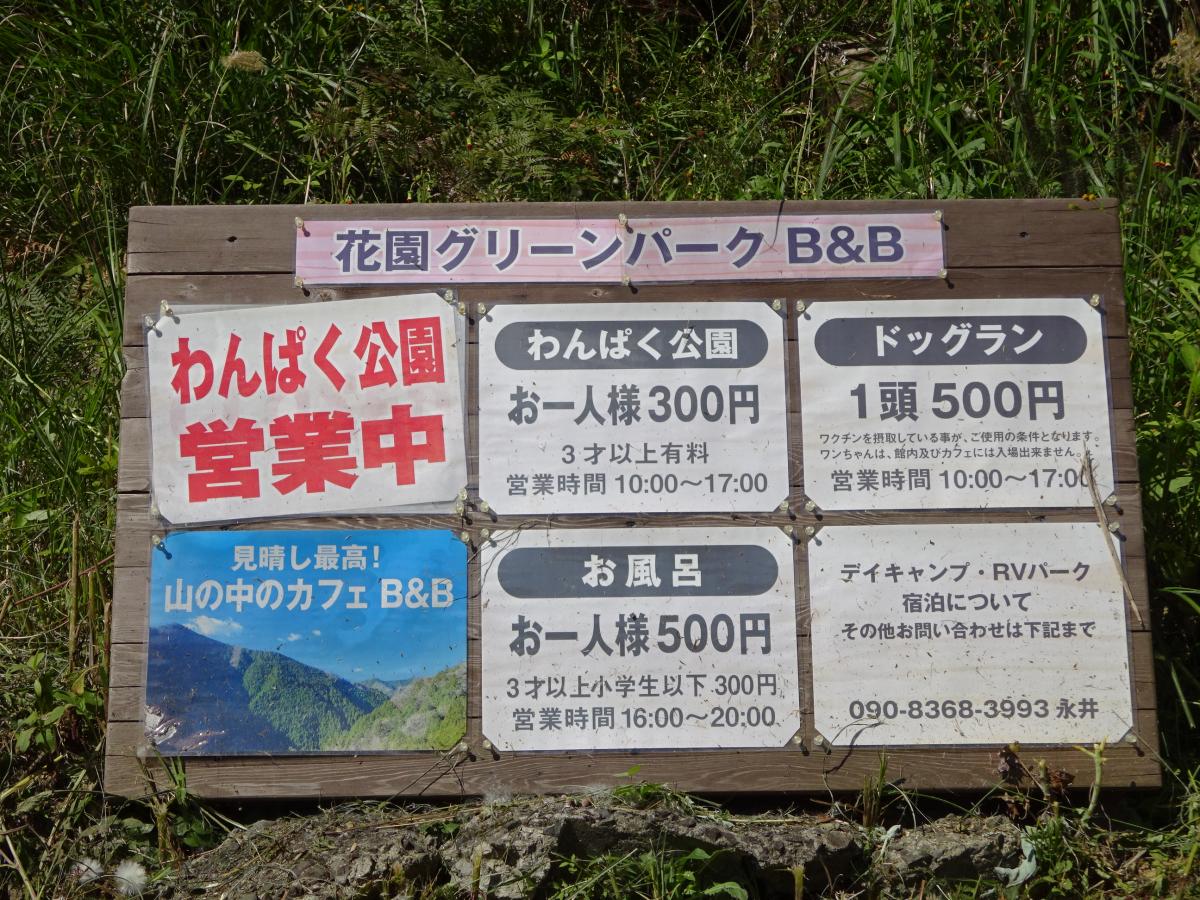 花園グリーンパーク B&B
わんぱく公園
営業中
わんぱく公園
お一人様300円
3才以上有料
営業時間 10:00〜17:00
ドッグラン
1頭 500円
ワクチンを摂取している事が、ご使用の条件となります。
ワンちゃんは、館内及びカフェには入場出来ません。
営業時間 10:00〜17:00
見晴し最高!
山の中のカフェ B&B
お風呂
お一人様500円
3才以上小学生以下 300円
営業時間 16:00〜20:00
デイキャンプ・RVパーク
宿泊について
その他お問い合わせは下記まで
090-8368-3993 永井